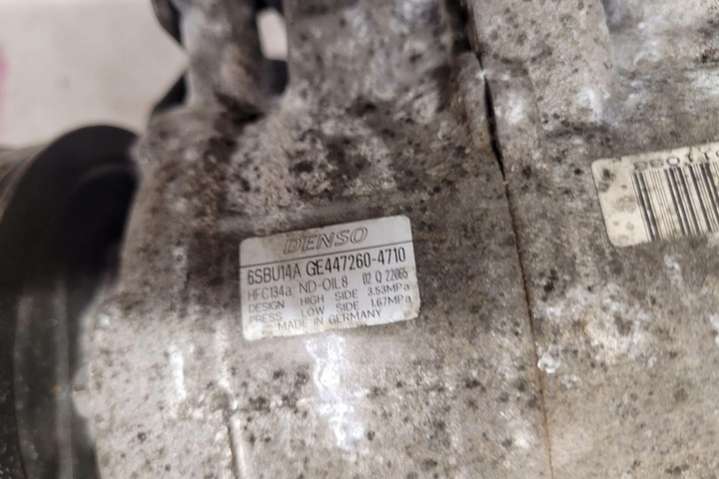 DENSO
6SBU14A GE447260-4710
HFC134a ND-OIL8 02 Q 22065
DESIGN HIGH SIDE 3.53MPa
PRESS LOW SIDE 1.67MPa
MADE IN GERMANY